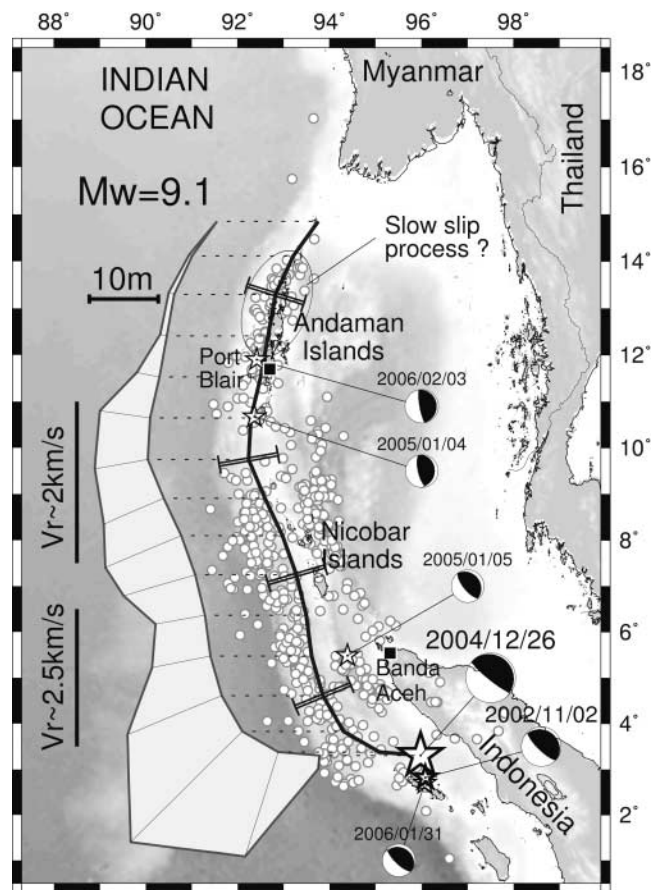 88° 90° 92° 94° 96° 98°
INDIAN
OCEAN
Myanmar
Thailand
18°
16°
14°
12°
10°
8°
6°
4°
2°
Mw=9.1
10m
Slow slip
process ?
Andaman
Islands
Port
Blair
2006/02/03
2005/01/04
Vr~2km/s
Nicobar
Islands
2005/01/05
Vr~2.5km/s
2004/12/26
Banda
Aceh
2002/11/02
Indonesia
2006/01/31